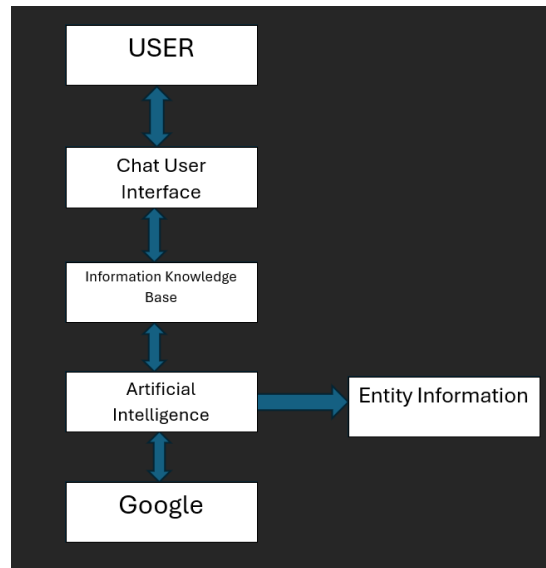 USER
Chat User
Interface
Information Knowledge
Base
Artificial
Intelligence
Entity Information
Google